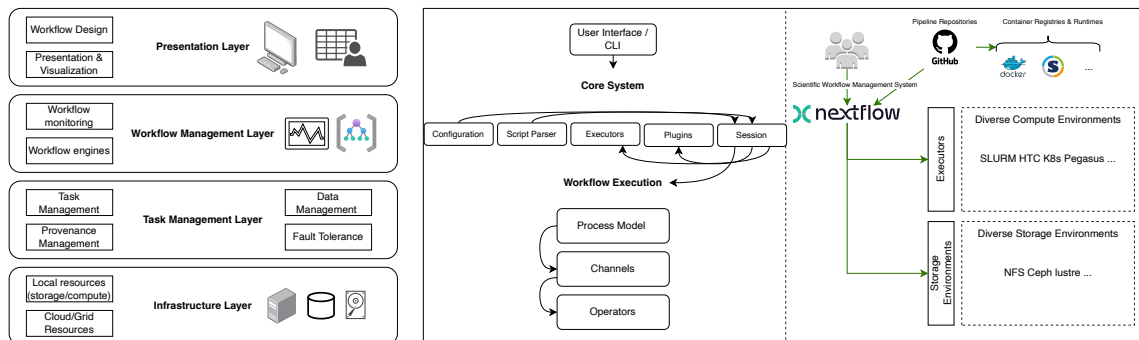 Workflow Design
Presentation &
Visualization
Presentation Layer
Workflow
monitoring
Workflow engines
Workflow Management Layer
Task
Management
Provenance
Management
Task Management Layer
Data
Management
Fault Tolerance
Local resources
(storage/compute)
Cloud/Grid
Resources
Infrastructure Layer
User Interface /
CLI
Core System
Configuration
Script Parser
Executors
Plugins
Session
Workflow Execution
Process Model
Channels
Operators
Pipeline Repositories
GitHub
Container Registries & Runtimes
docker
S
...
Scientific Workflow Management System
nextflow
Executors
Diverse Compute Environments
SLURM HTC K8s Pegasus ...
Storage
Environments
Diverse Storage Environments
NFS Ceph lustre ...